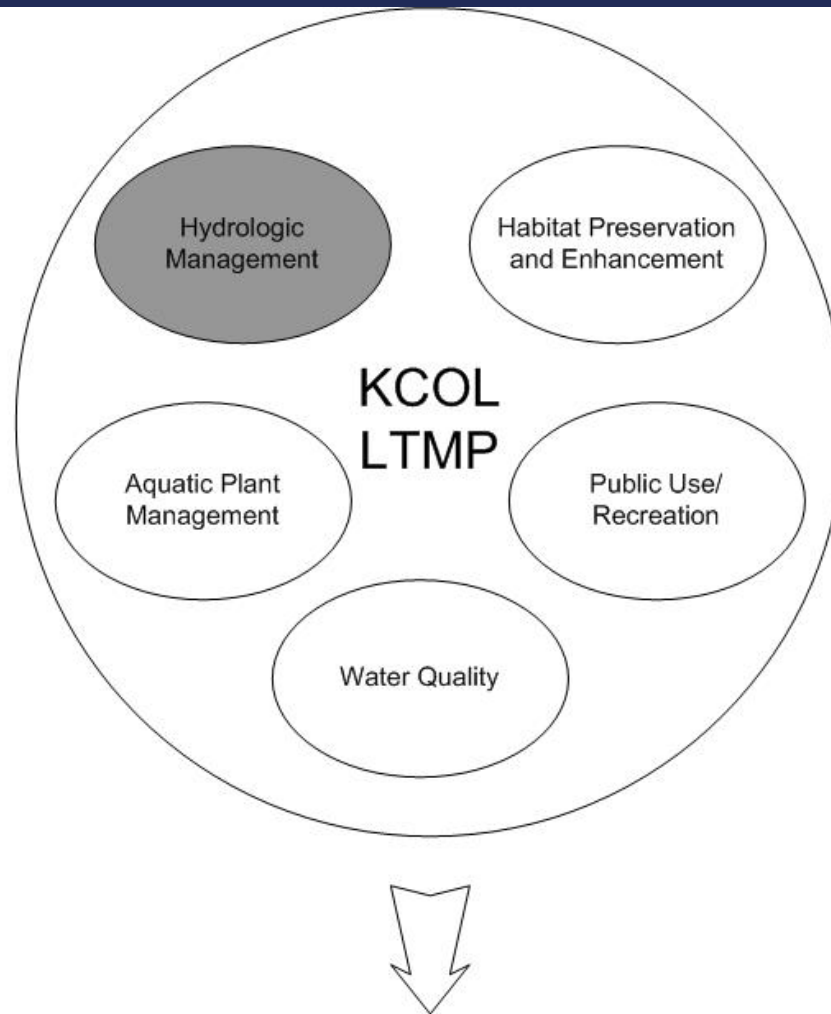 Hydrologic
Management
Habitat Preservation
and Enhancement
KCOL
LTMP
Aquatic Plant
Management
Public Use/
Recreation
Water Quality